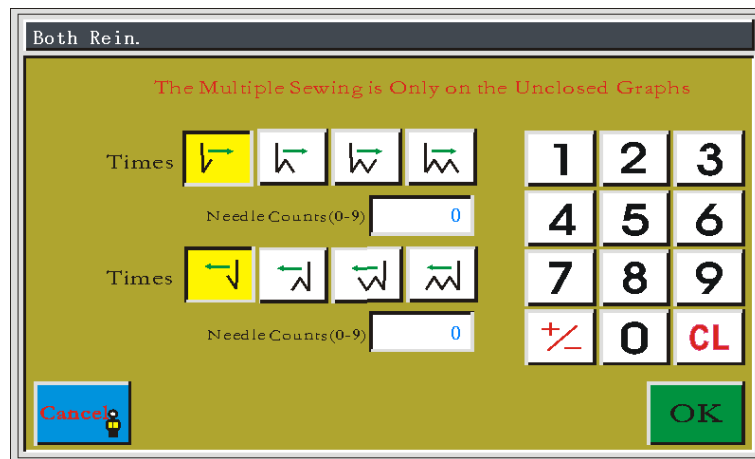 Both Rein.
The Multiple Sewing is Only on the Unclosed Graphs
Times
Needle Counts(0-9) 0
Times
Needle Counts(0-9) 0
1 2 3
4 5 6
7 8 9
+/- 0 CL
Cancel
OK